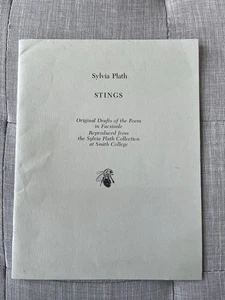 Sylvia Plath
STINGS
Original Drafts of the Poem
in Facsimile
Reproduced from
the Sylvia Plath Collection
at Smith College